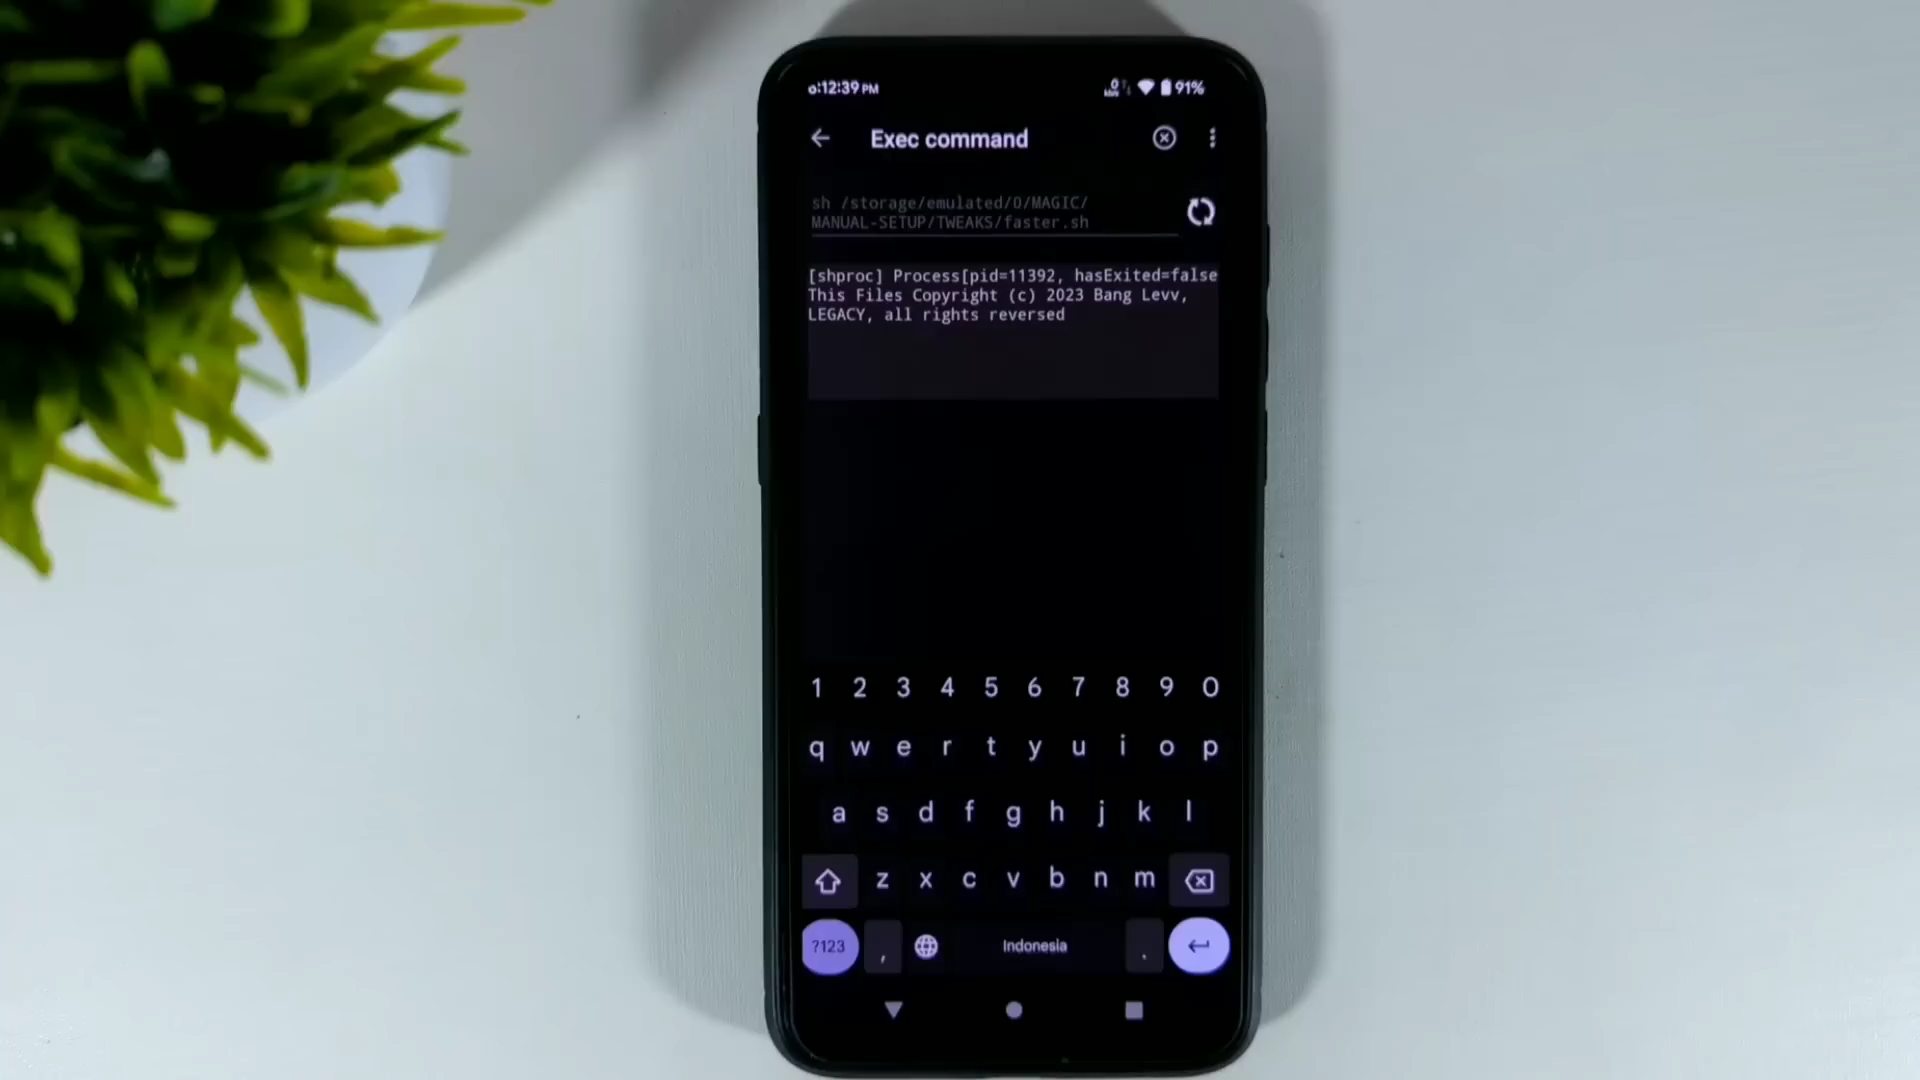 12:39 PM
91%
Exec command
sh /storage/emulated/0/MAGIC/
MANUAL-SETUP/TWEAKS/faster.sh
[shproc] Process[pid=11392, hasExited=false
This Files Copyright (c) 2023 Bang Levv,
LEGACY, all rights reversed
1 2 3 4 5 6 7 8 9 0
q w e r t y u i o p
a s d f g h j k l
z x c v b n m
?123 , Indonesia .